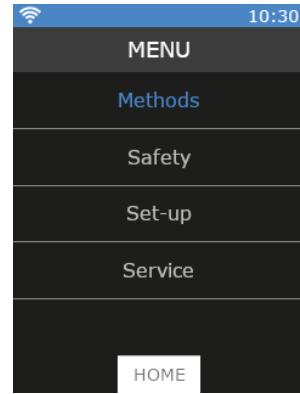 10:30
MENU
Methods
Safety
Set-up
Service
HOME